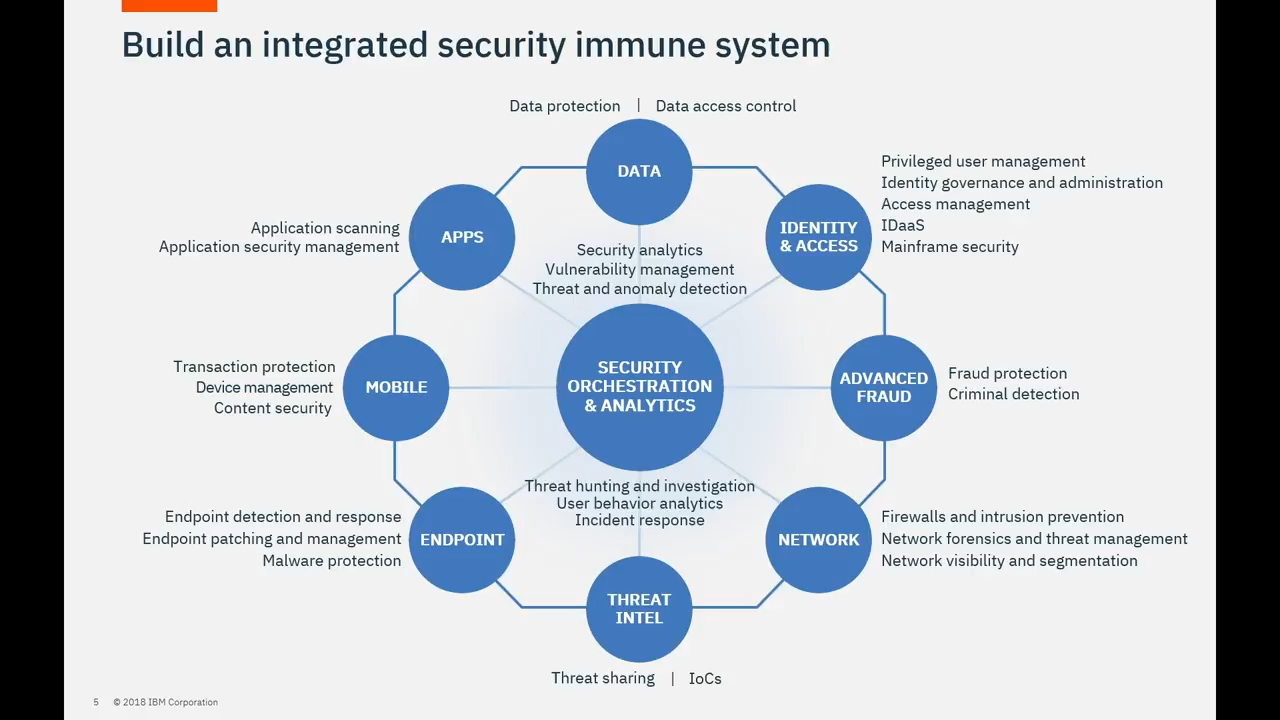 Build an integrated security immune system
Data protection | Data access control
DATA
Privileged user management
Identity governance and administration
Access management
IDaaS
Mainframe security
IDENTITY
& ACCESS
Application scanning
Application security management
APPS
Security analytics
Vulnerability management
Threat and anomaly detection
SECURITY
ORCHESTRATION
& ANALYTICS
Transaction protection
Device management
Content security
MOBILE
ADVANCED
FRAUD
Fraud protection
Criminal detection
Threat hunting and investigation
User behavior analytics
Incident response
Endpoint detection and response
Endpoint patching and management
Malware protection
ENDPOINT
NETWORK
Firewalls and intrusion prevention
Network forensics and threat management
Network visibility and segmentation
THREAT
INTEL
Threat sharing | IoCs
5 © 2018 IBM Corporation